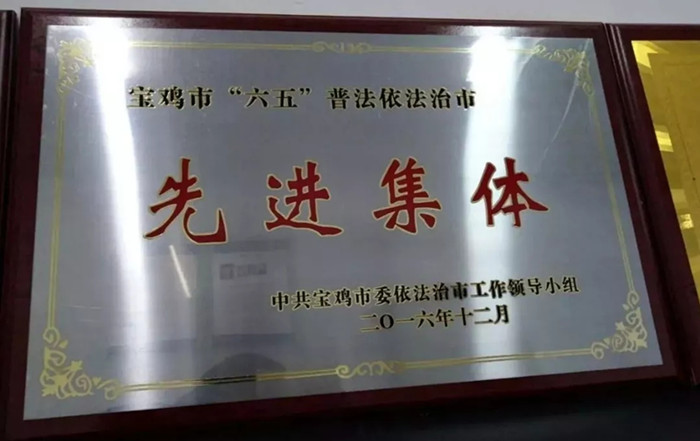 宝鸡市“六五”普法依法治市
先进集体
中共宝鸡市委依法治市工作领导小组
二〇一六年十二月